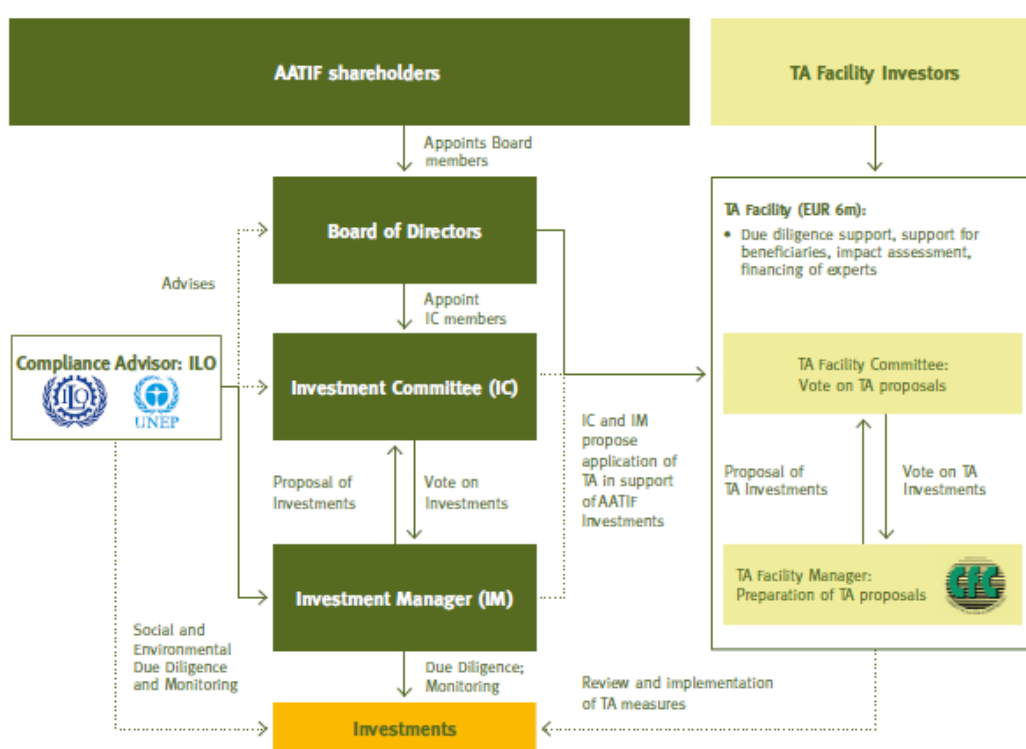 AATIF shareholders
TA Facility Investors
Appoints Board
members
Board of Directors
TA Facility (EUR 6m):
• Due diligence support, support for
beneficiaries, impact assessment,
financing of experts
Advises
Appoint
IC members
Compliance Advisor: ILO
ILO
UNEP
Investment Committee (IC)
TA Facility Committee:
Vote on TA proposals
IC and IM
propose
application of
TA in support
of AATIF
Investments
Proposal of
Investments
Vote on
Investments
Proposal of
TA Investments
Vote on TA
Investments
Investment Manager (IM)
TA Facility Manager:
Preparation of TA proposals
CFC
Social and
Environmental
Due Diligence
and Monitoring
Due Diligence;
Monitoring
Review and implementation
of TA measures
Investments